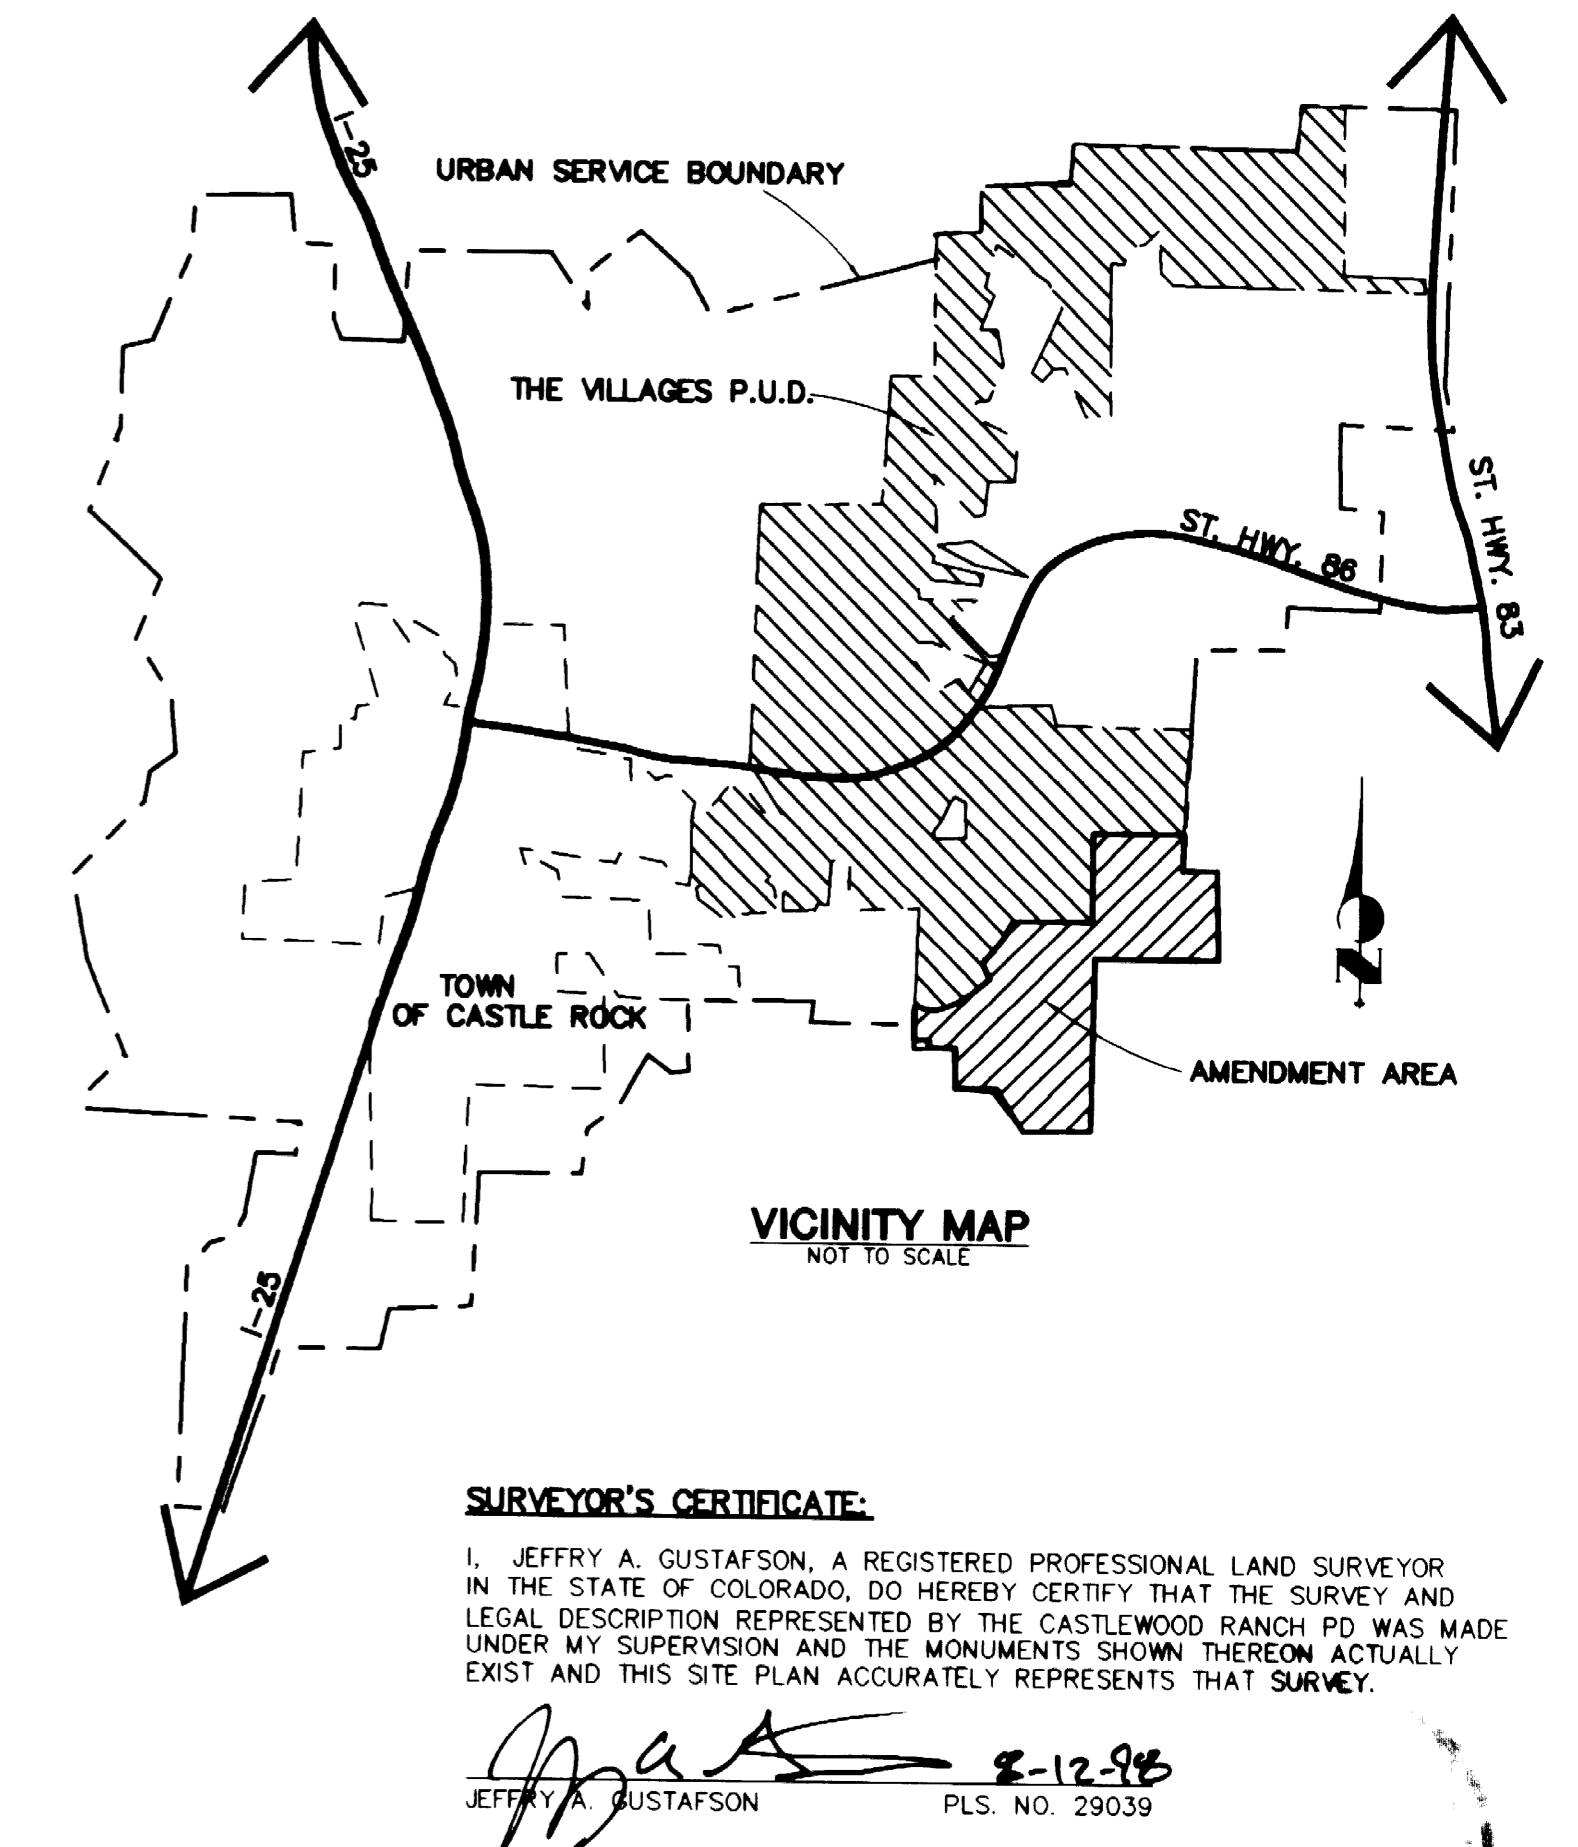 I-25
URBAN SERVICE BOUNDARY
THE VILLAGES P.U.D.
ST. HWY. 86
ST. HWY. 83
TOWN
OF CASTLE ROCK
N
AMENDMENT AREA
VICINITY MAP
NOT TO SCALE
I-25
SURVEYOR'S CERTIFICATE:
I, JEFFRY A. GUSTAFSON, A REGISTERED PROFESSIONAL LAND SURVEYOR
IN THE STATE OF COLORADO, DO HEREBY CERTIFY THAT THE SURVEY AND
LEGAL DESCRIPTION REPRESENTED BY THE CASTLEWOOD RANCH PD WAS MADE
UNDER MY SUPERVISION AND THE MONUMENTS SHOWN THEREON ACTUALLY
EXIST AND THIS SITE PLAN ACCURATELY REPRESENTS THAT SURVEY.
8-12-98
JEFFRY A. GUSTAFSON PLS. NO. 29039